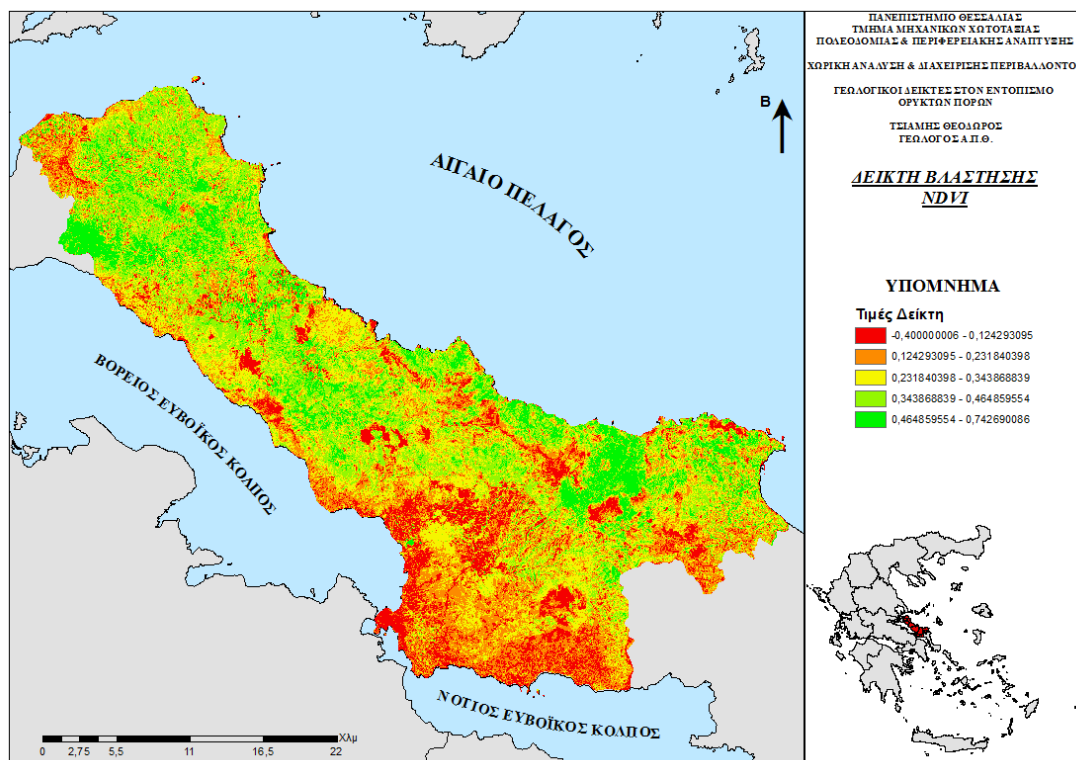 ΠΑΝΕΠΙΣΤΗΜΙΟ ΘΕΣΣΑΛΙΑΣ
ΤΜΗΜΑ ΜΗΧΑΝΙΚΩΝ ΧΩΤΟΤΑΞΙΑΣ
ΠΟΛΕΟΔΟΜΙΑΣ & ΠΕΡΙΦΕΡΕΙΑΚΗΣ ΑΝΑΠΤΥΞΗΣ
ΧΩΡΙΚΗ ΑΝΑΛΥΣΗ & ΔΙΑΧΕΙΡΙΣΗΣ ΠΕΡΙΒΑΛΛΟΝΤΟ
ΓΕΩΛΟΓΙΚΟΙ ΔΕΙΚΤΕΣ ΣΤΟΝ ΕΝΤΟΠΙΣΜΟ
ΟΡΥΚΤΩΝ ΠΟΡΩΝ
ΤΣΙΑΜΗΣ ΘΕΟΔΩΡΟΣ
ΓΕΩΛΟΓΟΣ Α.Π.Θ.
ΔΕΙΚΤΗ ΒΛΑΣΤΗΣΗΣ
NDVI
Β
ΑΙΓΑΙΟ ΠΕΛΑΓΟΣ
ΒΟΡΕΙΟΣ ΕΥΒΟΪΚΟΣ ΚΟΛΠΟΣ
ΝΟΤΙΟΣ ΕΥΒΟΪΚΟΣ ΚΟΛΠΟΣ
ΥΠΟΜΝΗΜΑ
Τιμές Δείκτη
-0,400000006 - 0,124293095
0,124293095 - 0,231840398
0,231840398 - 0,343868839
0,343868839 - 0,464859554
0,464859554 - 0,742690086
Χλμ
0 2,75 5,5 11 16,5 22